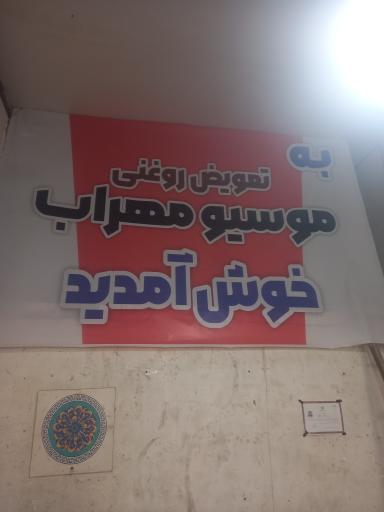 به
تعویض روغنی
موسیو مهراب
خوش آمدید